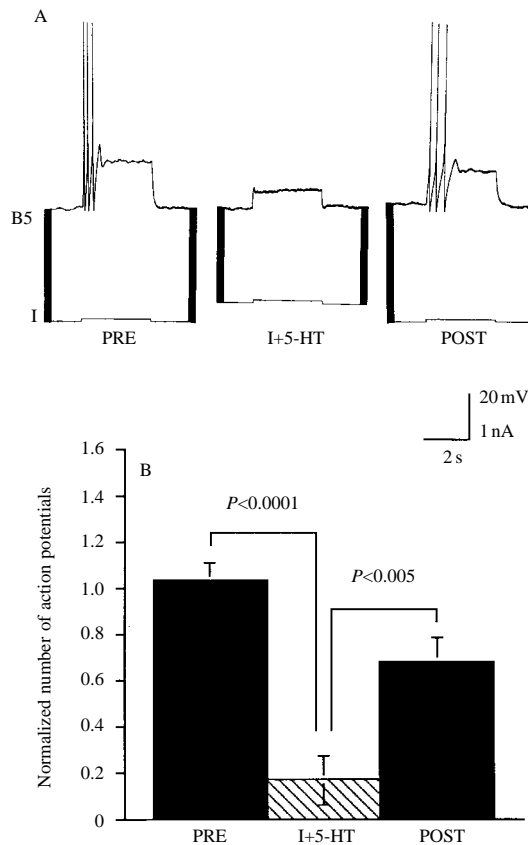 A
B5
I
PRE
I+5-HT
POST
20 mV
1 nA
2 s
B
P<0.0001
P<0.005
Normalized number of action potentials
1.6
1.4
1.2
1.0
0.8
0.6
0.4
0.2
0
PRE
I+5-HT
POST